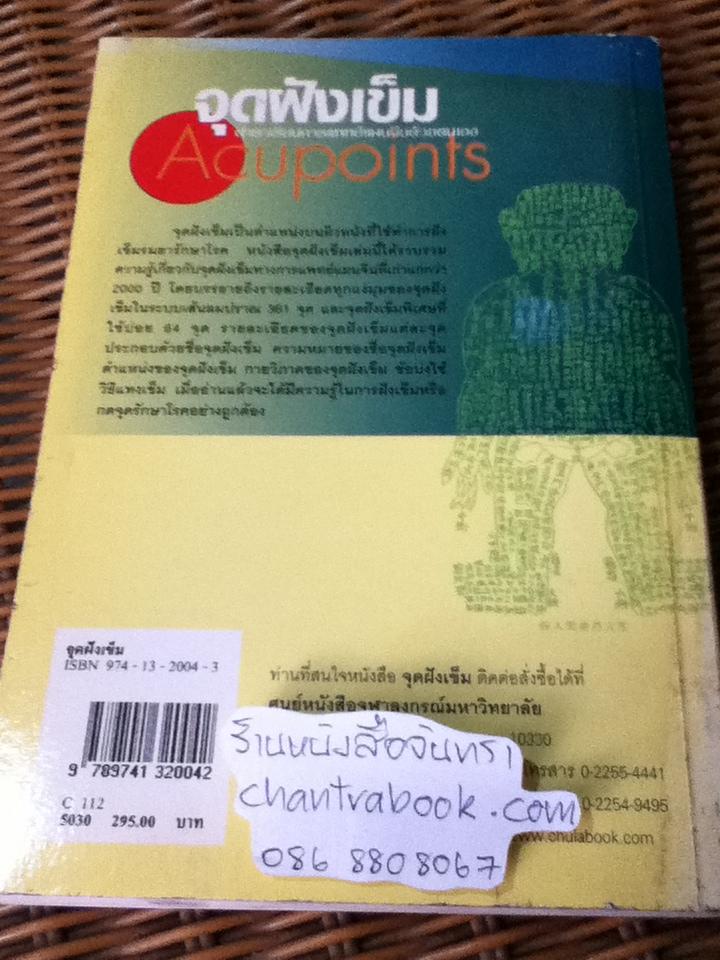 จุดฝังเข็ม
Acupoints
จุดฝังเข็มเป็นตำแหน่งบนผิวหนังที่ใช้ทำการฝัง
เข็มรมยารักษาโรค หนังสือจุดฝังเข็มเล่มนี้ได้รวบรวม
ความรู้เกี่ยวกับจุดฝังเข็มทางการแพทย์แผนจีนที่เก่าแก่กว่า
2000 ปี โดยบรรยายถึงรายละเอียดทุกแง่มุมของจุดฝัง
เข็มในระบบเส้นลมปราณ 361 จุด และจุดฝังเข็มพิเศษที่
ใช้บ่อย 84 จุด รายละเอียดของจุดฝังเข็มแต่ละจุด
ประกอบด้วยชื่อจุดฝังเข็ม ความหมายของชื่อจุดฝังเข็ม
ตำแหน่งของจุดฝังเข็ม กายวิภาคของจุดฝังเข็ม ข้อบ่งใช้
วิธีแทงเข็ม เมื่ออ่านแล้วจะได้มีความรู้ในการฝังเข็มหรือ
กดจุดรักษาโรคอย่างถูกต้อง
จุดฝังเข็ม
ISBN 974-13-2004-3
9 789741 320042
C 112
5030 295.00 บาท
ท่านที่สนใจหนังสือ จุดฝังเข็ม ติดต่อสั่งซื้อได้ที่
ศูนย์หนังสือจุฬาลงกรณ์มหาวิทยาลัย
10330
โทรสาร 0-2255-4441
0-2254-9495
www.chulabook.com
ร้านหนังสือจันทรา
chantrabook.com
086 8808067